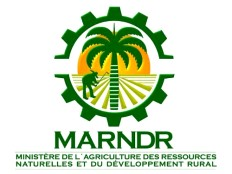 MARNDR
MINISTÈRE DE L'AGRICULTURE DES RESSOURCES
NATURELLES ET DU DÉVELOPPEMENT RURAL